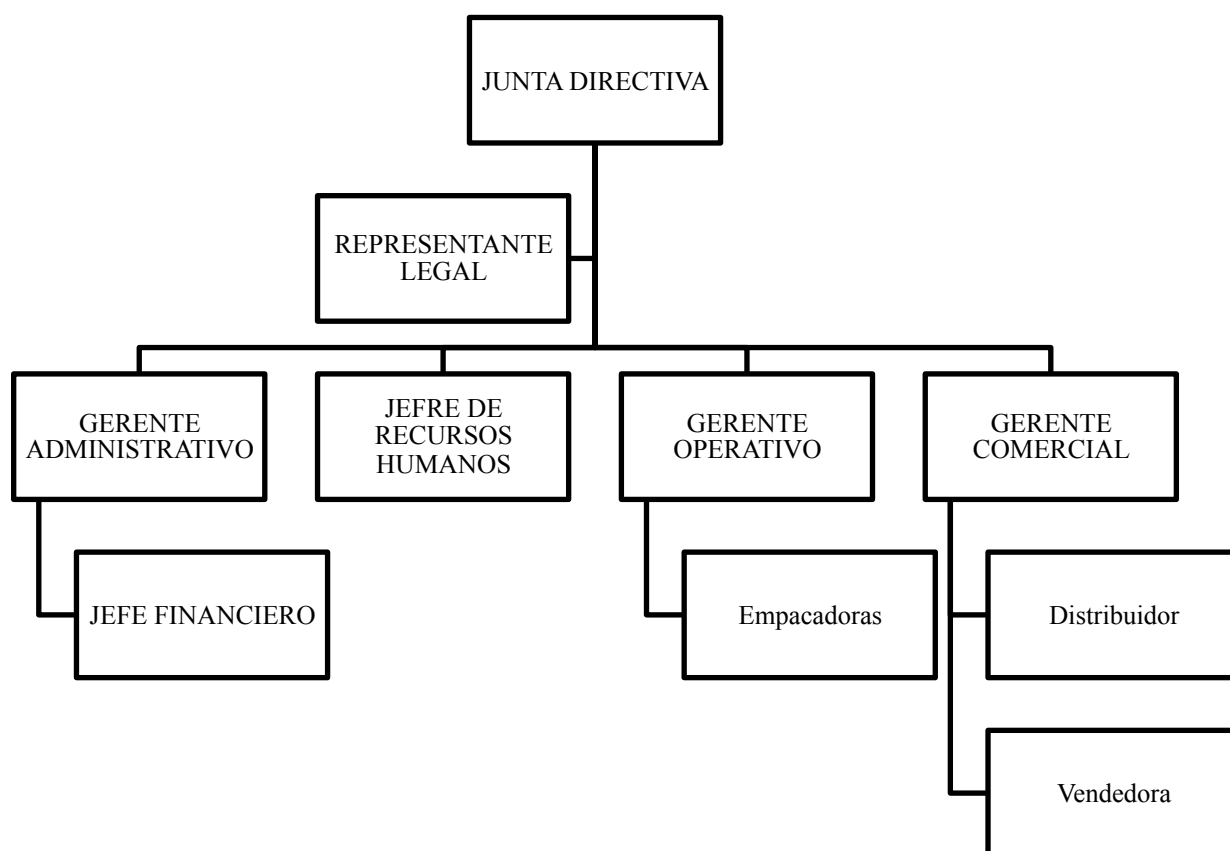 JUNTA DIRECTIVA
REPRESENTANTE
LEGAL
GERENTE
ADMINISTRATIVO
JEFRE DE
RECURSOS
HUMANOS
GERENTE
OPERATIVO
GERENTE
COMERCIAL
JEFE FINANCIERO
Empacadoras
Distribuidor
Vendedora